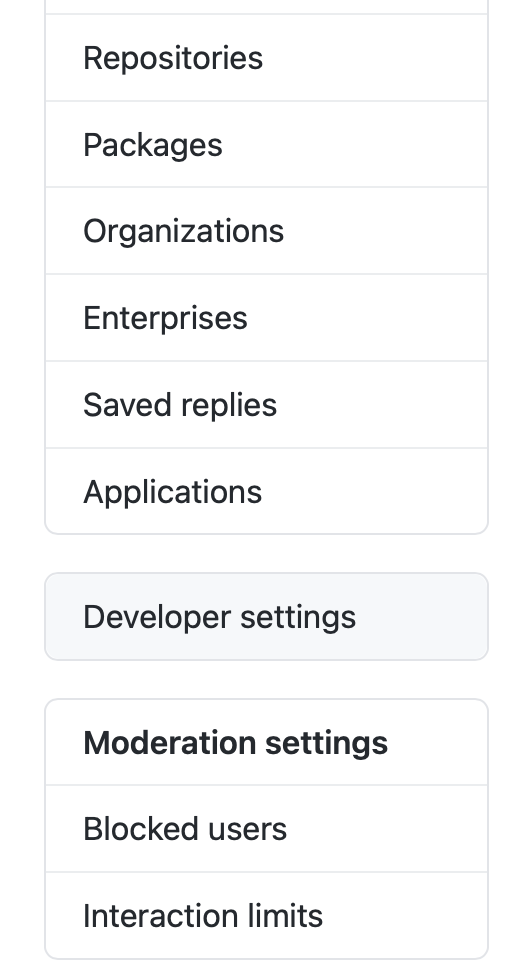 Repositories
Packages
Organizations
Enterprises
Saved replies
Applications
Developer settings
Moderation settings
Blocked users
Interaction limits